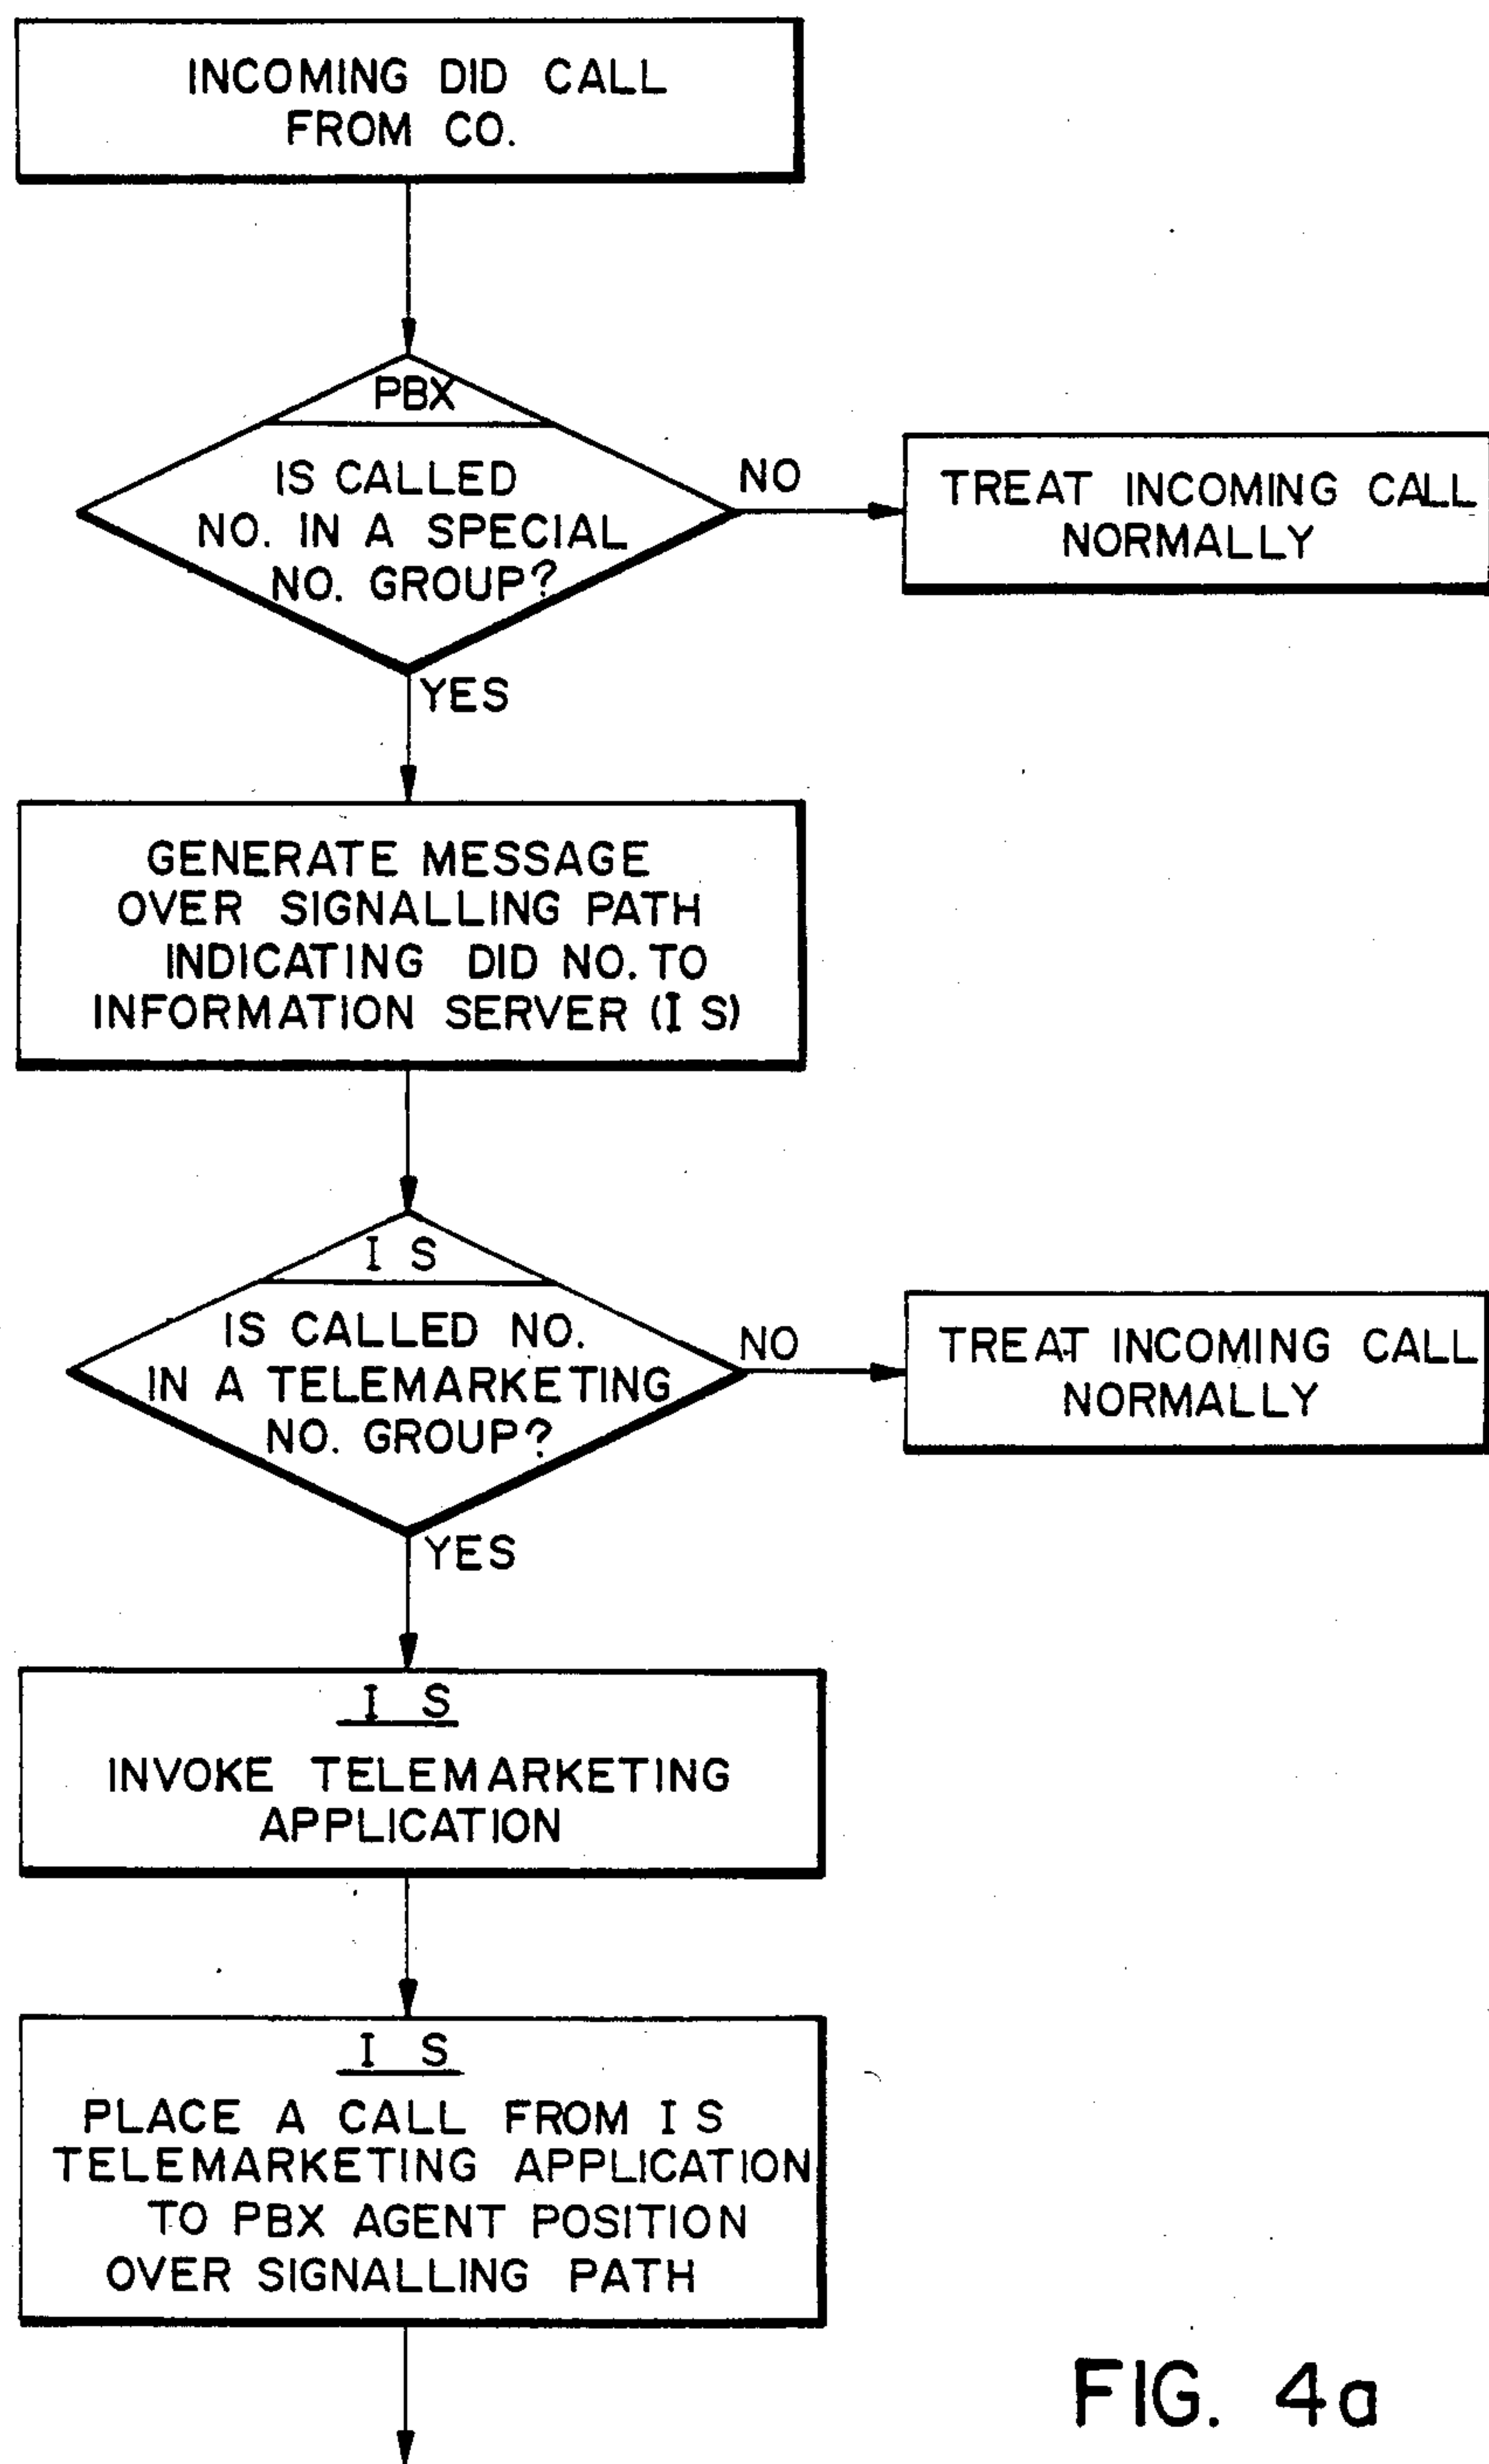 INCOMING DID CALL
FROM CO.
PBX
IS CALLED
NO. IN A SPECIAL
NO. GROUP?
NO
TREAT INCOMING CALL
NORMALLY
YES
GENERATE MESSAGE
OVER SIGNALLING PATH
INDICATING DID NO. TO
INFORMATION SERVER (I S)
I S
IS CALLED NO.
IN A TELEMARKETING
NO. GROUP?
NO
TREAT INCOMING CALL
NORMALLY
YES
I S
INVOKE TELEMARKETING
APPLICATION
I S
PLACE A CALL FROM I S
TELEMARKETING APPLICATION
TO PBX AGENT POSITION
OVER SIGNALLING PATH
FIG. 4a